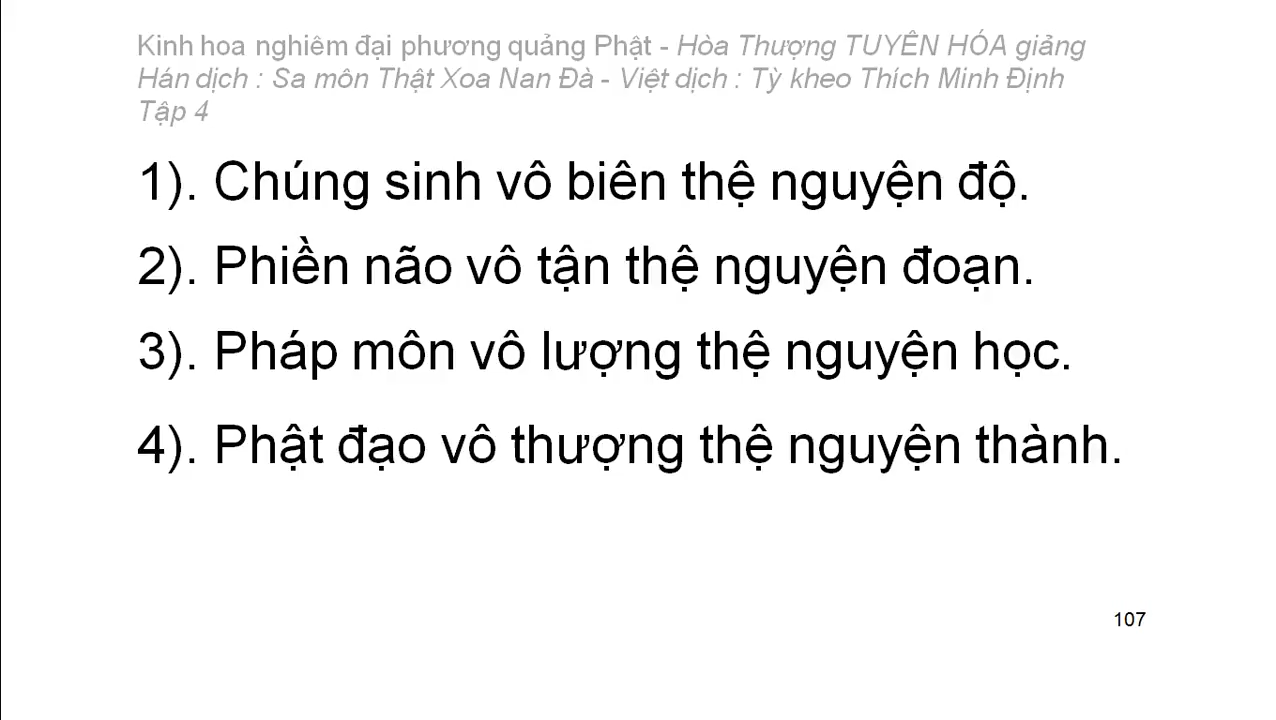 Kinh hoa nghiêm đại phương quảng Phật - Hòa Thượng TUYÊN HÓA giảng -
Hán dịch : Sa môn Thật Xoa Nan Đà - Việt dịch : Tỳ kheo Thích Minh Định
Tập 4
1). Chúng sinh vô biên thệ nguyện độ.
2). Phiền não vô tận thệ nguyện đoạn.
3). Pháp môn vô lượng thệ nguyện học.
4). Phật đạo vô thượng thệ nguyện thành.
107